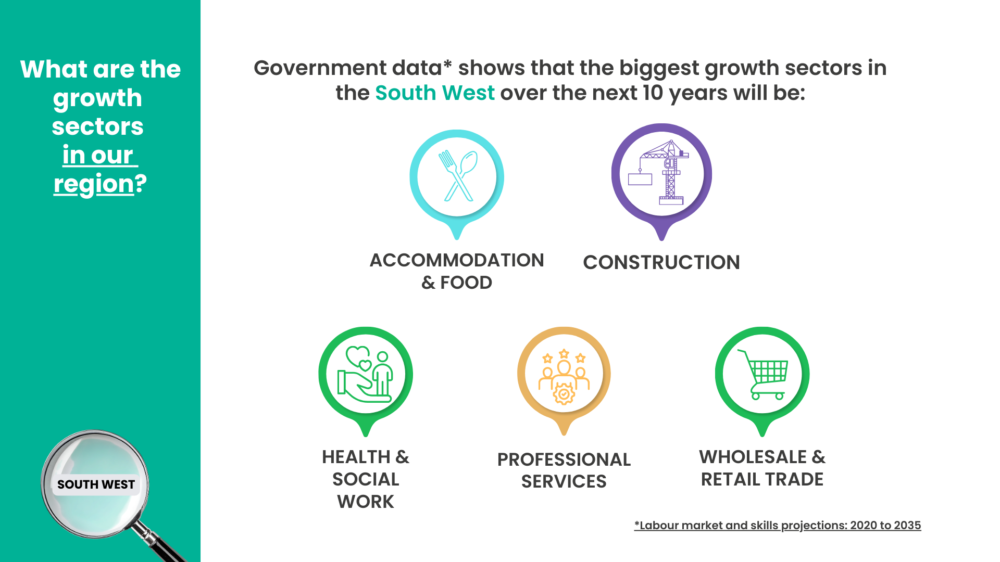 What are the
growth
sectors
in our
region?
SOUTH WEST
Government data* shows that the biggest growth sectors in
the South West over the next 10 years will be:
ACCOMMODATION
& FOOD
CONSTRUCTION
HEALTH &
SOCIAL
WORK
PROFESSIONAL
SERVICES
WHOLESALE &
RETAIL TRADE
*Labour market and skills projections: 2020 to 2035